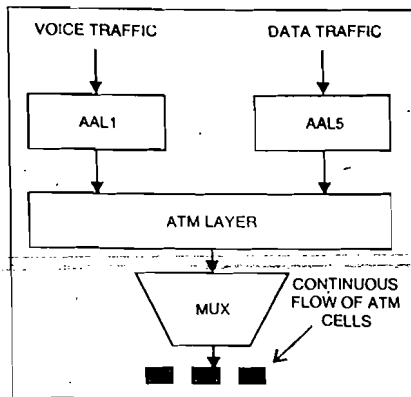 VOICE TRAFFIC
DATA TRAFFIC
AAL1
AAL5
ATM LAYER
MUX
CONTINUOUS
FLOW OF ATM
CELLS